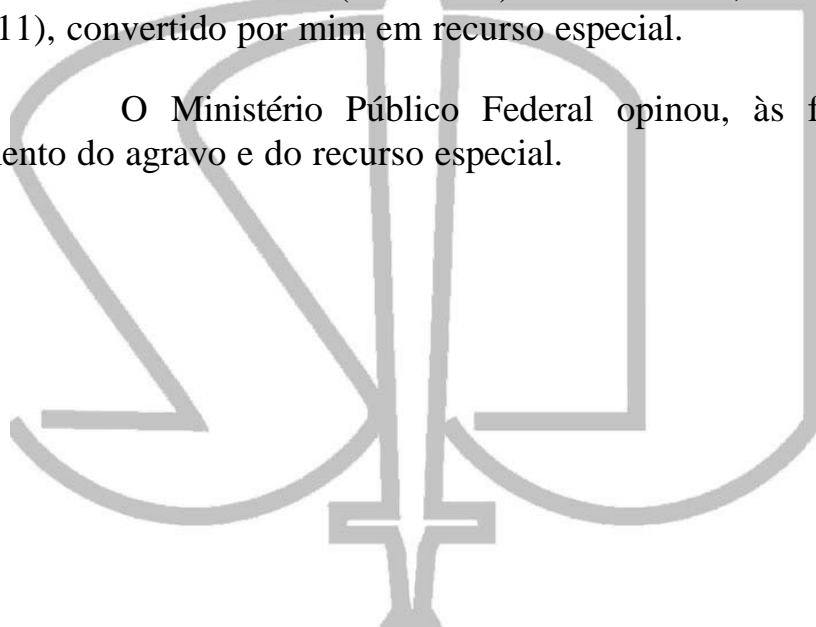 11), convertido por mim em recurso especial.
O Ministério Público Federal opinou, às f
ento do agravo e do recurso especial.